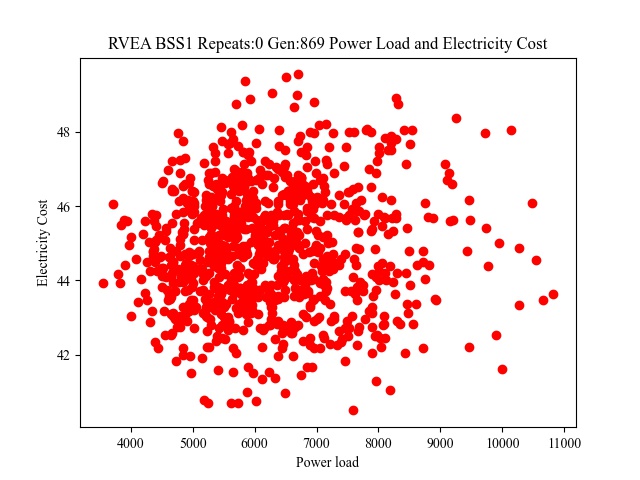 RVEA BSS1 Repeats:0 Gen:869 Power Load and Electricity Cost
Electricity Cost
48
46
44
42
4000 5000 6000 7000 8000 9000 10000 11000
Power load